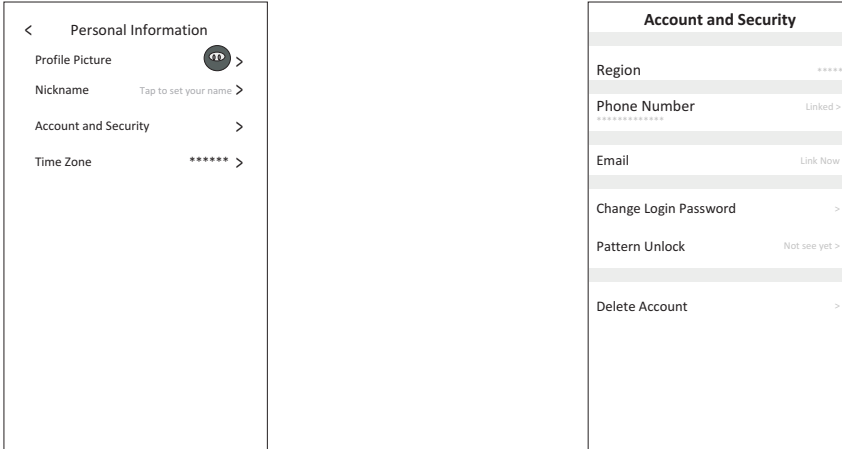 < Personal Information
Profile Picture >
Nickname Tap to set your name >
Account and Security >
Time Zone ****** >
Account and Security
Region *****
Phone Number Linked >
*************
Email Link Now
Change Login Password >
Pattern Unlock Not see yet >
Delete Account >